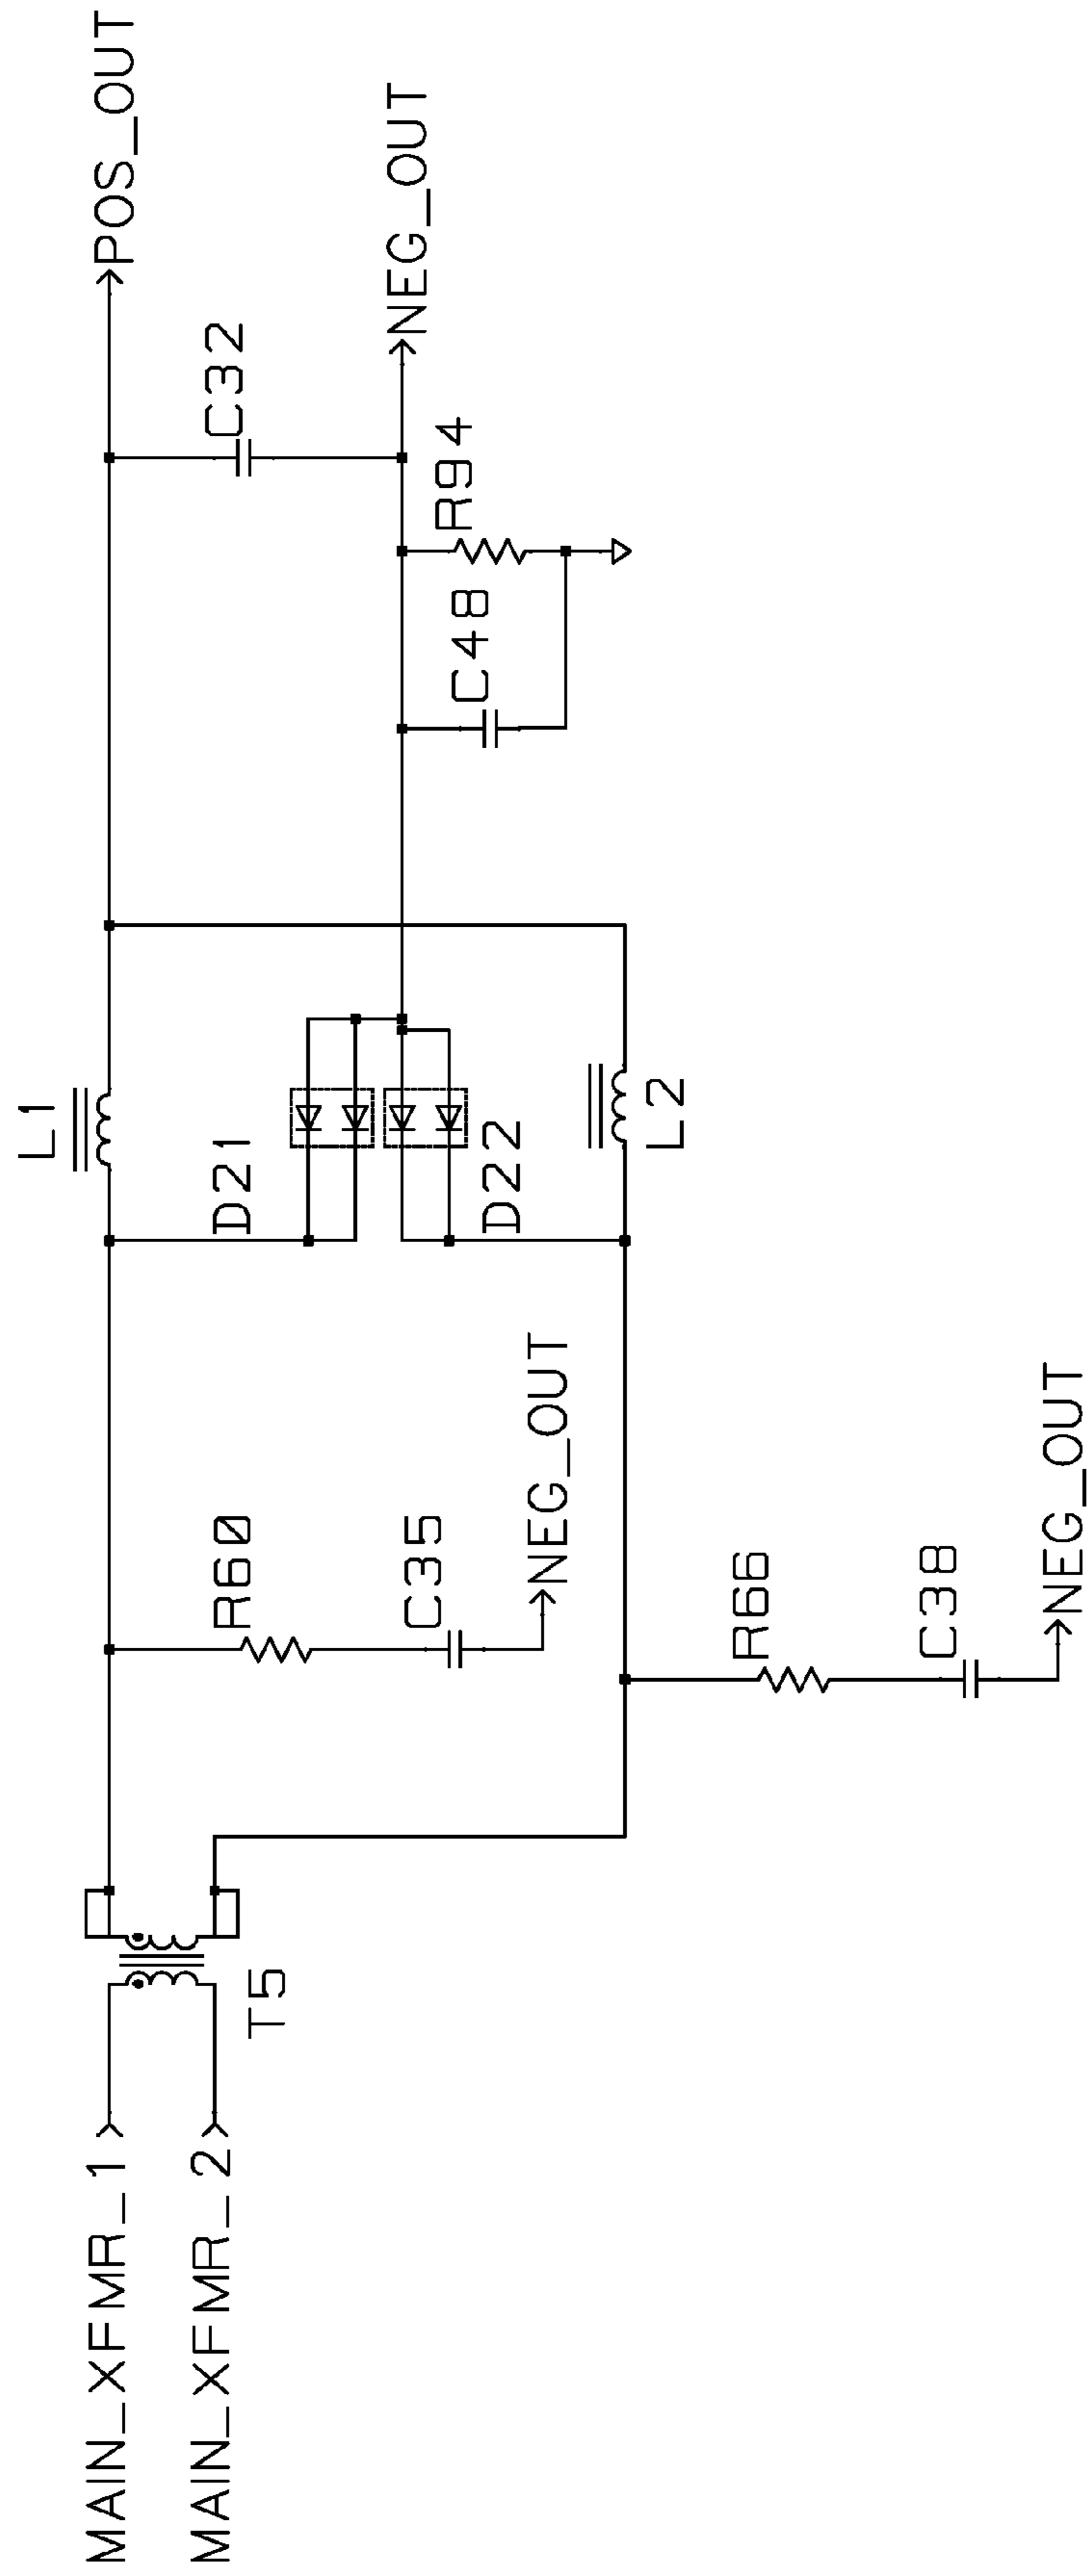 L1
POS_OUT
MAIN_XFMR_1
MAIN_XFMR_2
T5
R60
C35
NEG_OUT
D21
D22
C32
NEG_OUT
C48
R94
L2
R66
C38
NEG_OUT